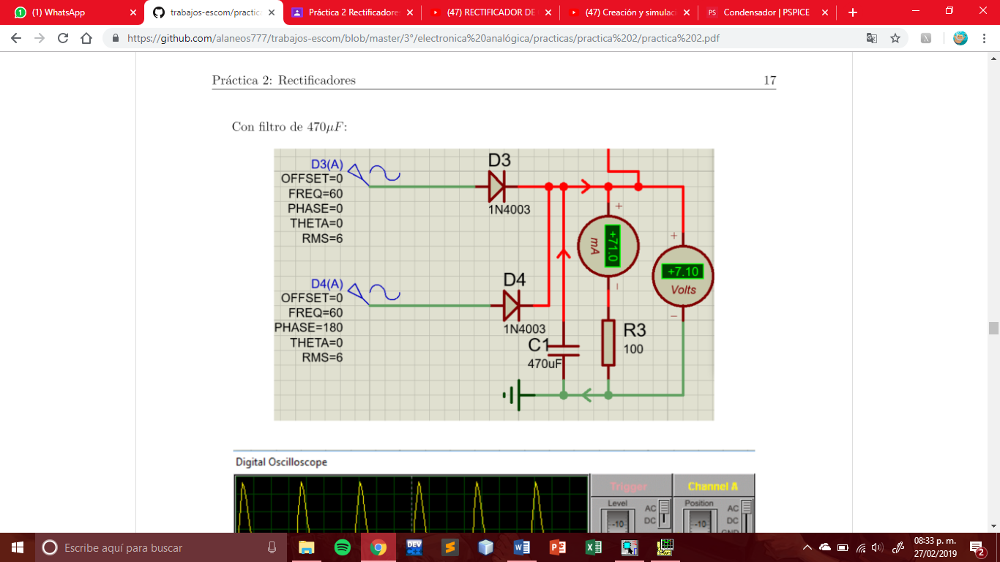 (1) WhatsApp
trabajos-escom/practica
Práctica 2 Rectificadore
(47) RECTIFICADOR DE
(47) Creación y simulac
PS Condensador | PSPICE
https://github.com/alaneos777/trabajos-escom/blob/master/3°/electronica%20analógica/practicas/practica%202/practica%202.pdf
Práctica 2: Rectificadores 17
Con filtro de 470µF:
D3(A)
OFFSET=0
FREQ=60
PHASE=0
THETA=0
RMS=6
D3
1N4003
+
mA
+71.0
−
+
+7.10
Volts
−
D4(A)
OFFSET=0
FREQ=60
PHASE=180
THETA=0
RMS=6
D4
1N4003
C1
470uF
R3
100
Digital Oscilloscope
Trigger
Channel A
Level
AC
DC
-10
Position
AC
DC
GND
-10
Escribe aquí para buscar
DEV
08:33 p. m.
27/02/2019
2